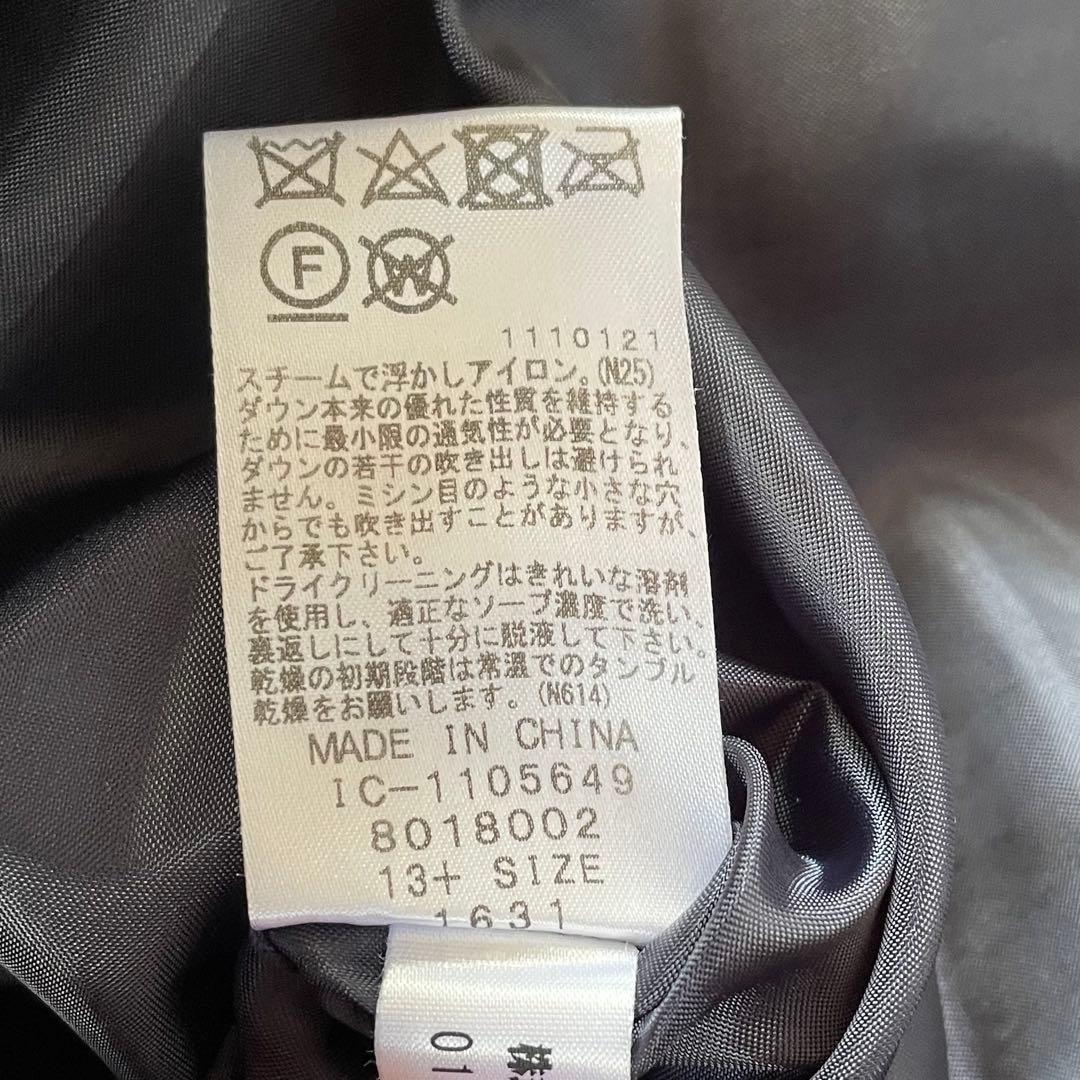 F W
1110121
スチームで浮かしアイロン。(N25)
ダウン本来の優れた性質を維持する
ために最小限の通気性が必要となり、
ダウンの若干の吹き出しは避けられ
ません。ミシン目のような小さな穴
からでも吹き出すことがありますが、
ご了承下さい。
ドライクリーニングはきれいな溶剤
を使用し、適正なソープ濃度で洗い、
裏返しにして十分に脱液して下さい。
乾燥の初期段階は常温でのタンブル
乾燥をお願いします。(N614)
MADE IN CHINA
IC-1105649
8018002
13+ SIZE
1631
株
01